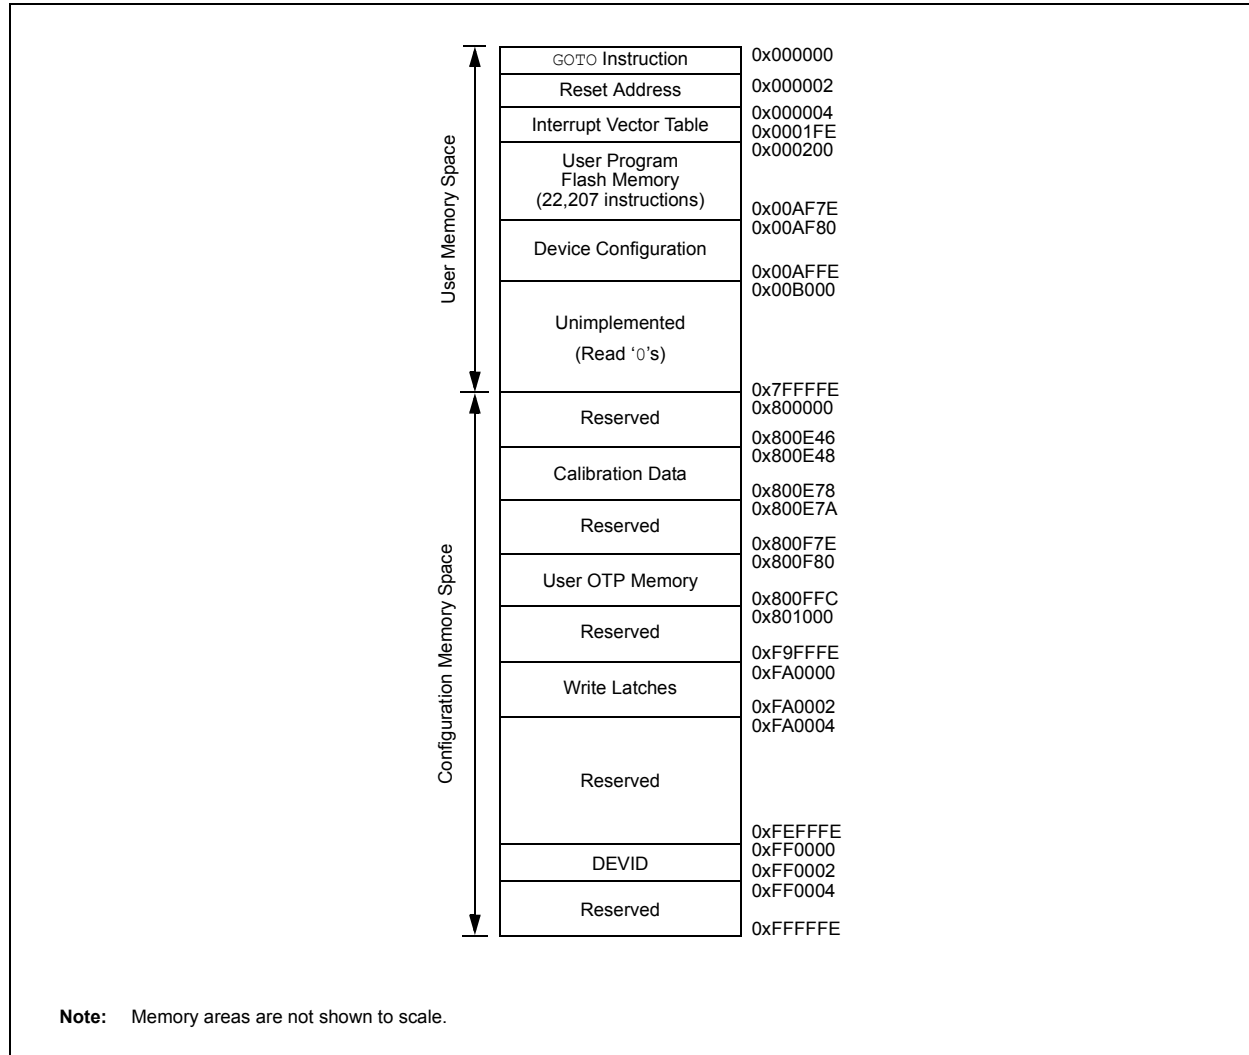 GOTO Instruction 0x000000
Reset Address 0x000002
0x000004
Interrupt Vector Table
0x0001FE
0x000200
User Program
Flash Memory
(22,207 instructions)
0x00AF7E
0x00AF80
Device Configuration
0x00AFFE
0x00B000
Unimplemented
(Read ‘0’s)
User Memory Space
0x7FFFFE
0x800000
Reserved
0x800E46
0x800E48
Calibration Data
0x800E78
0x800E7A
Reserved
0x800F7E
0x800F80
User OTP Memory
0x800FFC
0x801000
Reserved
0xF9FFFE
0xFA0000
Write Latches
0xFA0002
0xFA0004
Reserved
0xFEFFFE
0xFF0000
DEVID
0xFF0002
0xFF0004
Reserved
0xFFFFFE
Configuration Memory Space
Note: Memory areas are not shown to scale.